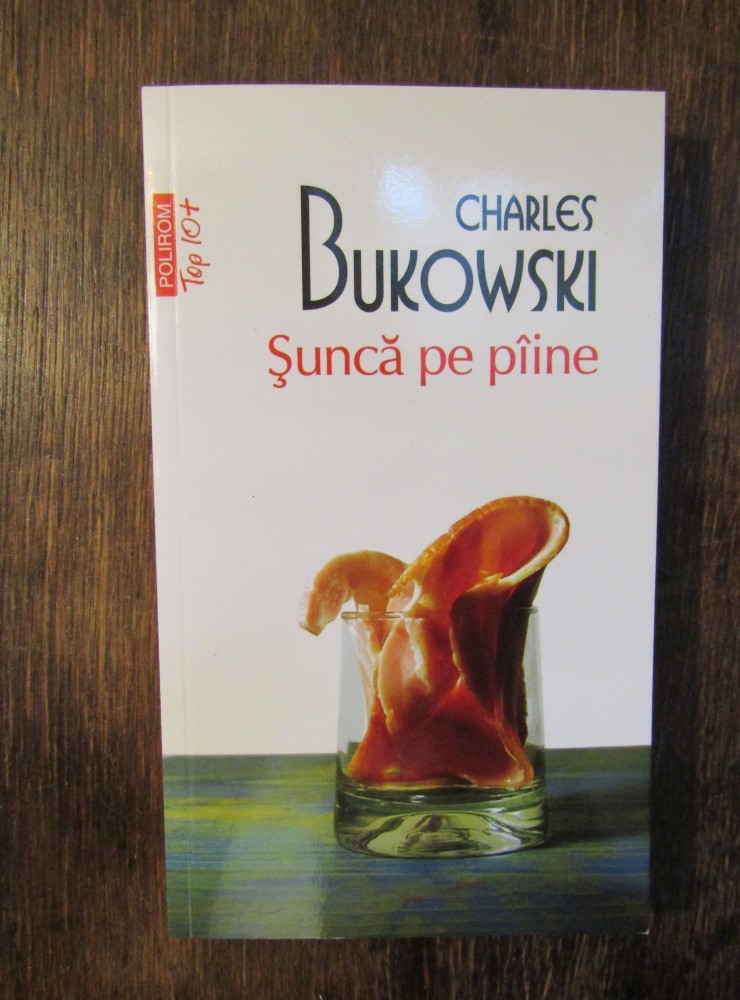 POLIROM
Top 10+
CHARLES
BUKOWSKI
Şuncă pe pîine